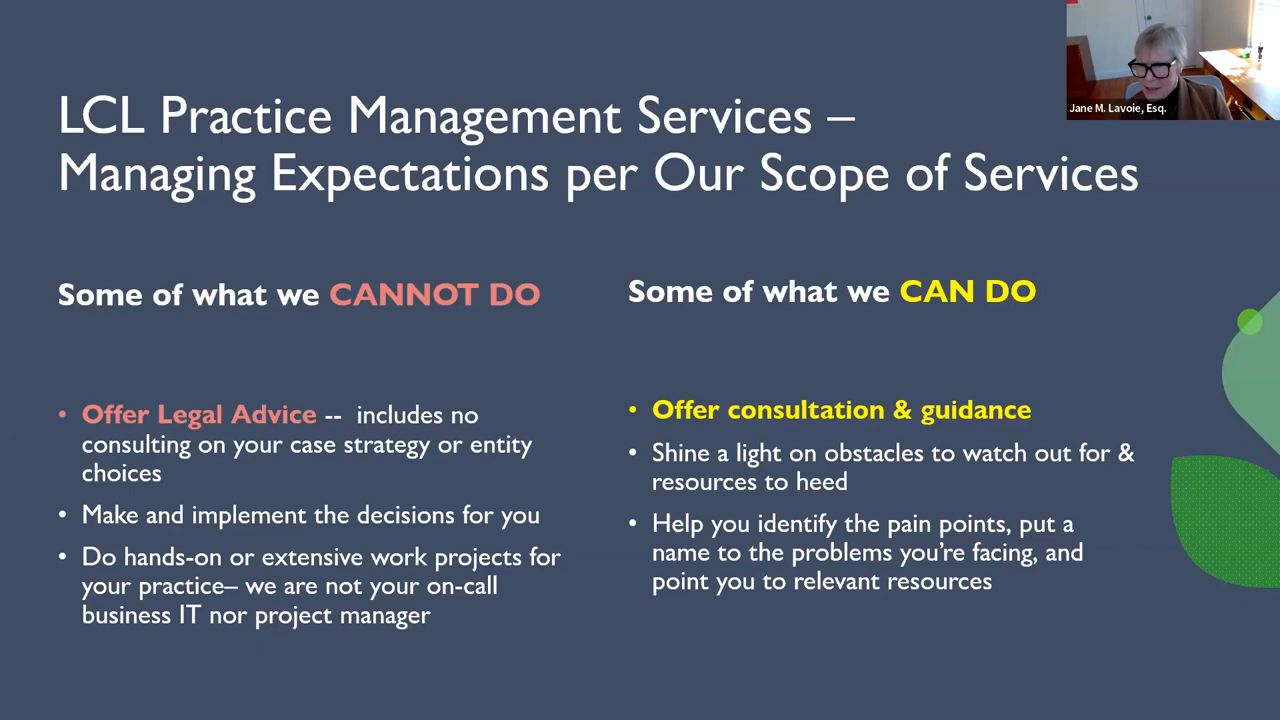 Jane M. Lavoie, Esq.
LCL Practice Management Services –
Managing Expectations per Our Scope of Services
Some of what we CANNOT DO
• Offer Legal Advice --  includes no
consulting on your case strategy or entity
choices
• Make and implement the decisions for you
• Do hands-on or extensive work projects for
your practice– we are not your on-call
business IT nor project manager
Some of what we CAN DO
• Offer consultation & guidance
• Shine a light on obstacles to watch out for &
resources to heed
• Help you identify the pain points, put a
name to the problems you’re facing, and
point you to relevant resources